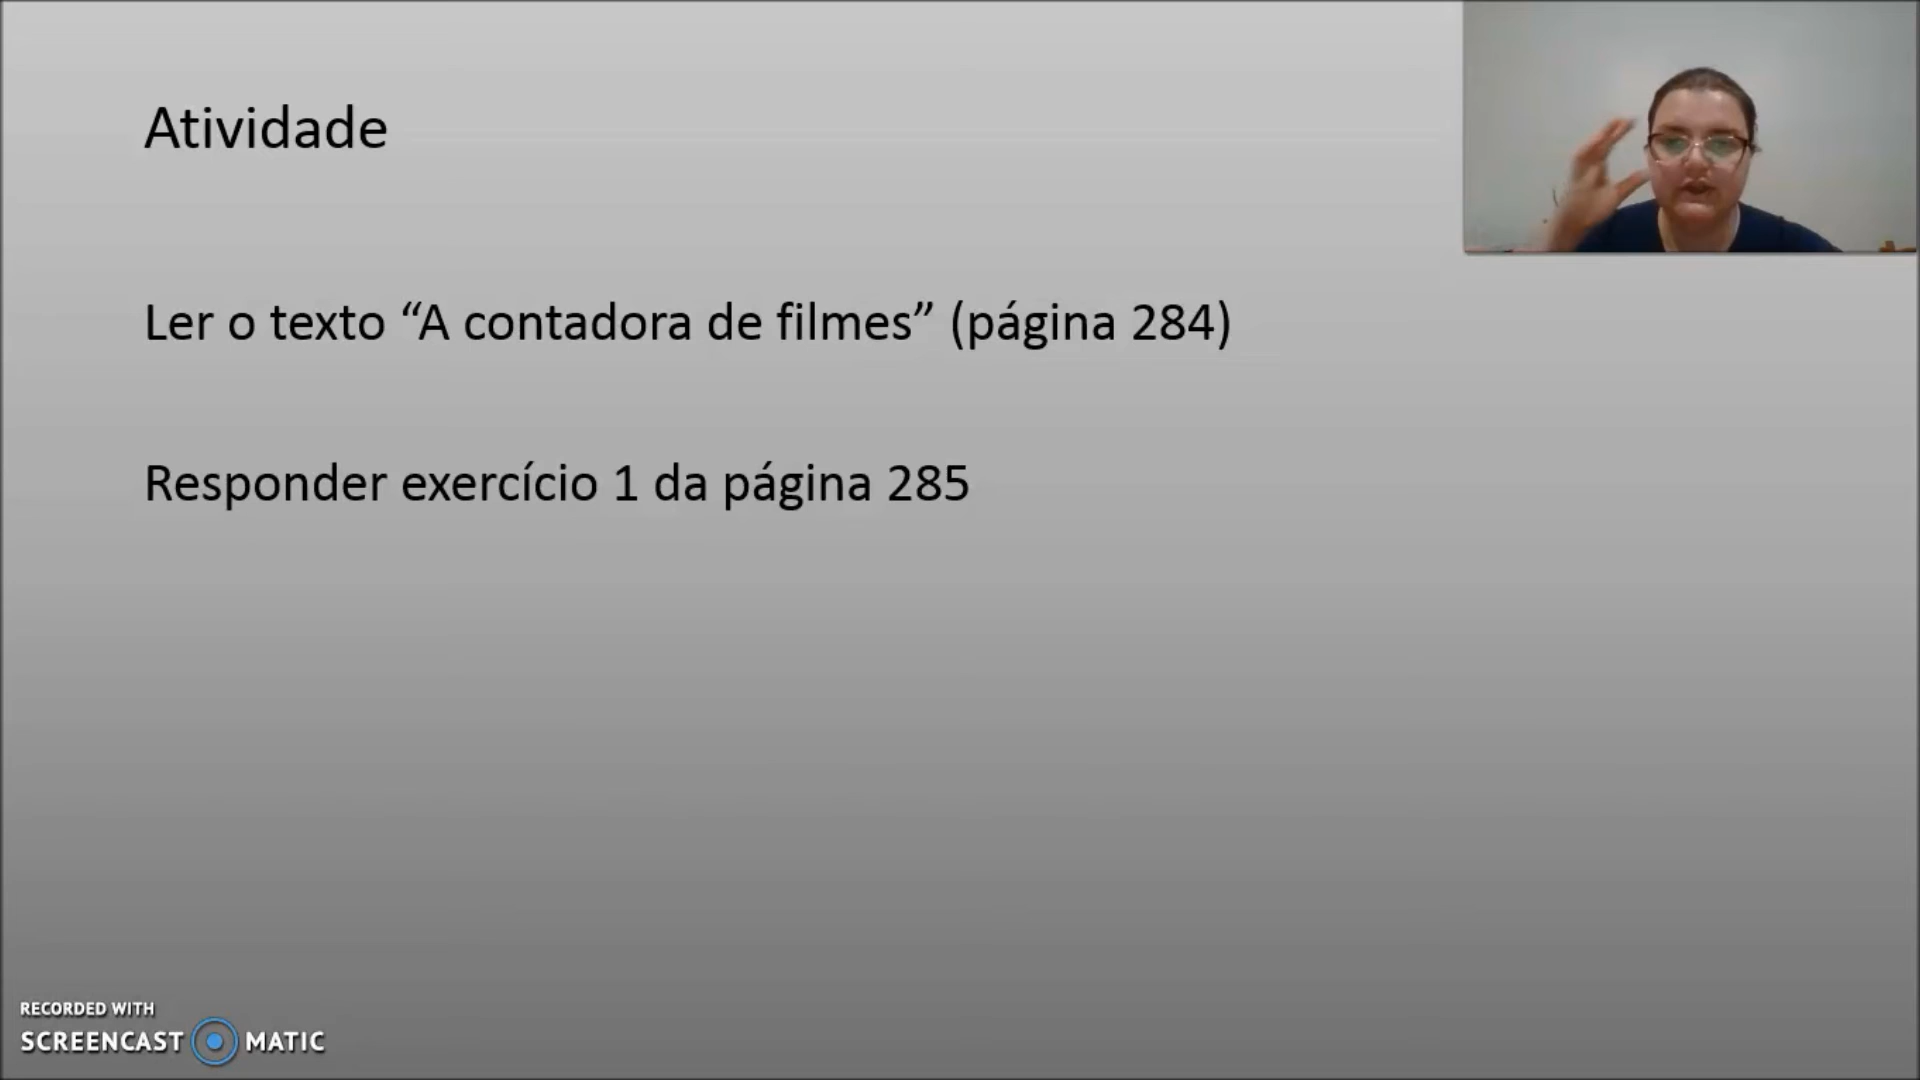 Atividade
Ler o texto “A contadora de filmes” (página 284)
Responder exercício 1 da página 285
RECORDED WITH
SCREENCAST MATIC